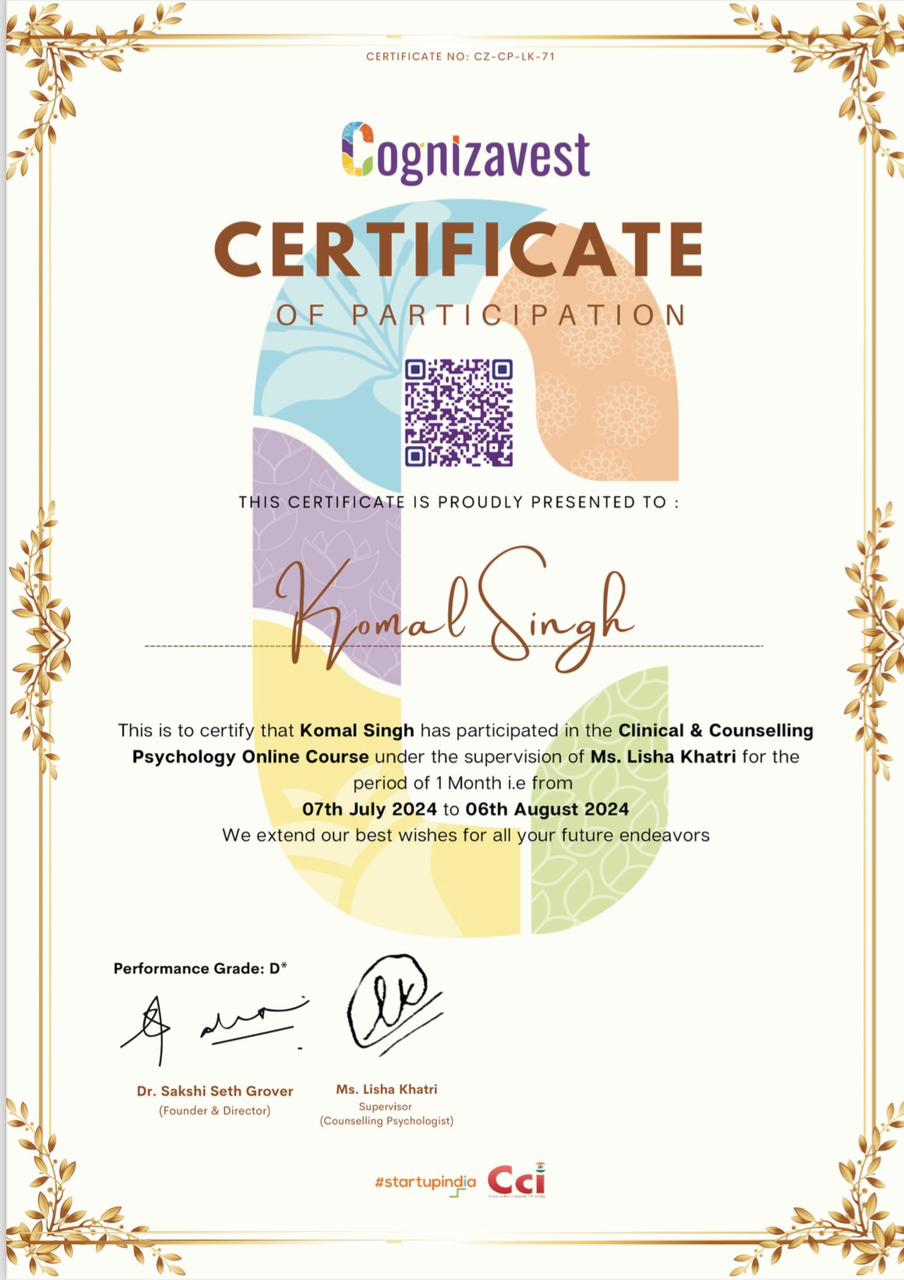 CERTIFICATE NO: CZ-CP-LK-71
Cognizavest
CERTIFICATE
OF PARTICIPATION
THIS CERTIFICATE IS PROUDLY PRESENTED TO :
Komal Singh
This is to certify that Komal Singh has participated in the Clinical & Counselling
Psychology Online Course under the supervision of Ms. Lisha Khatri for the
period of 1 Month i.e from
07th July 2024 to 06th August 2024
We extend our best wishes for all your future endeavors
Performance Grade: D*
lk
Dr. Sakshi Seth Grover
(Founder & Director)
Ms. Lisha Khatri
Supervisor
(Counselling Psychologist)
#startupindia
Cci